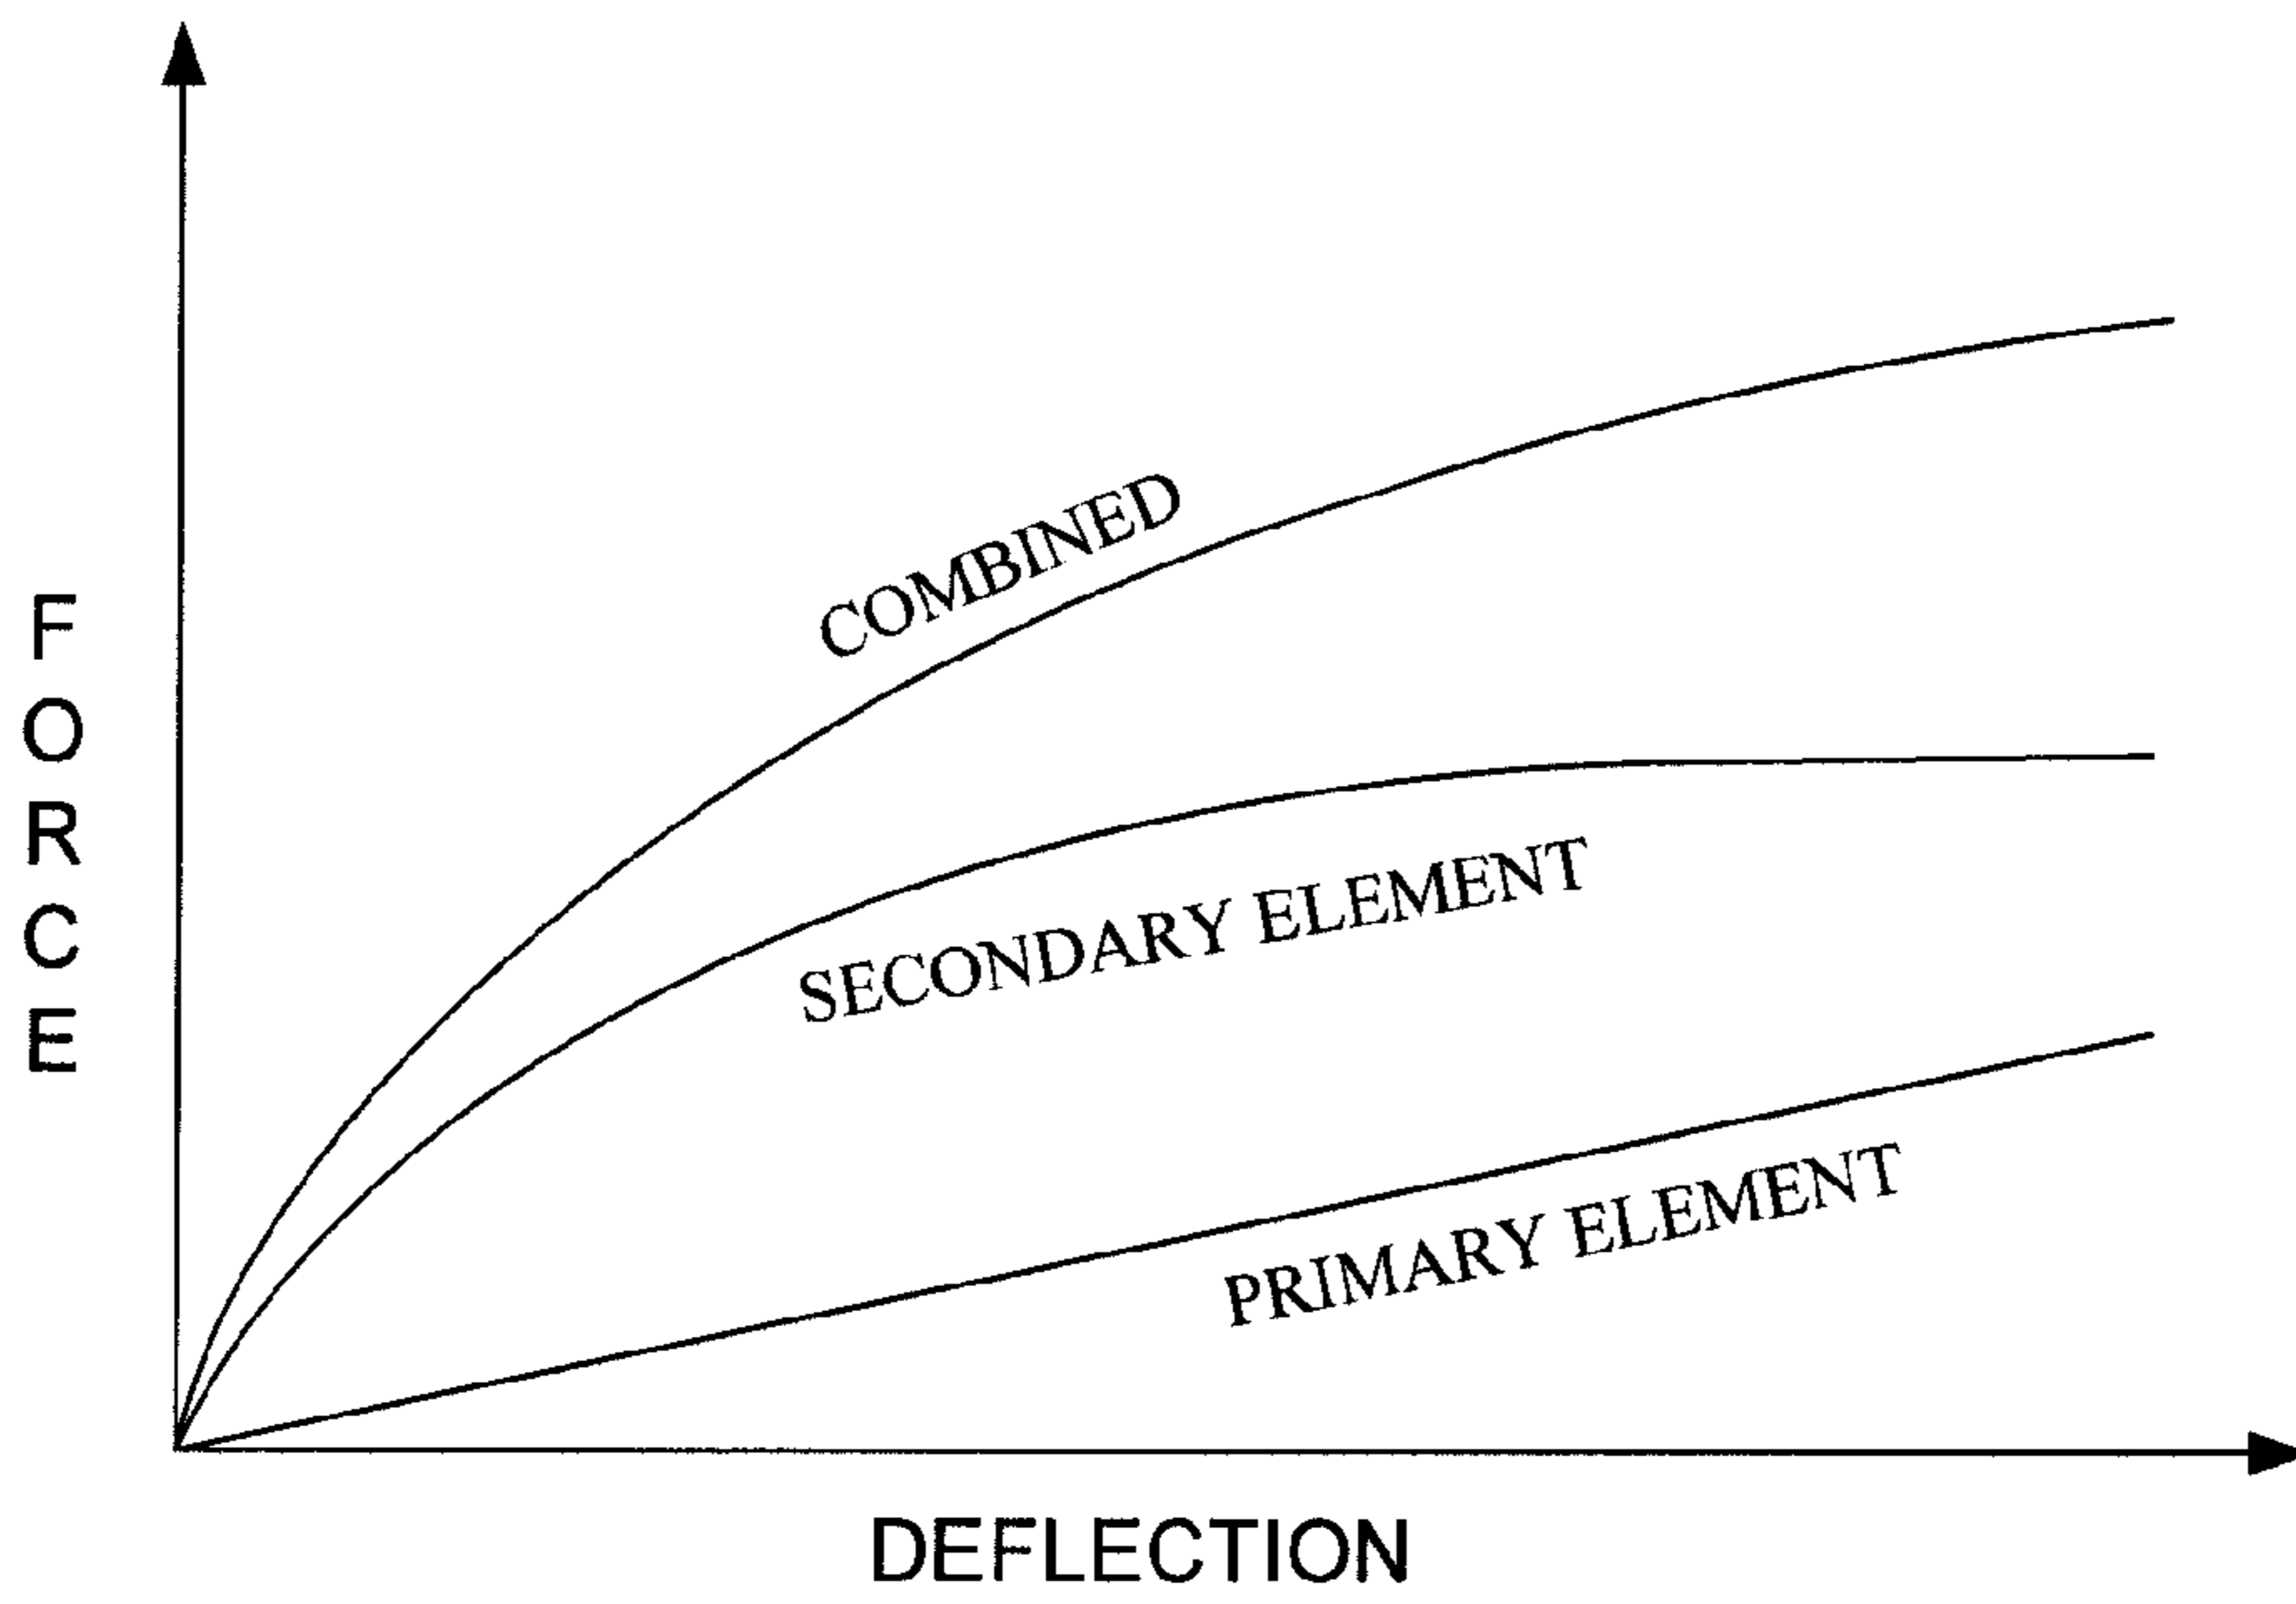 FORCE
COMBINED
SECONDARY ELEMENT
PRIMARY ELEMENT
DEFLECTION